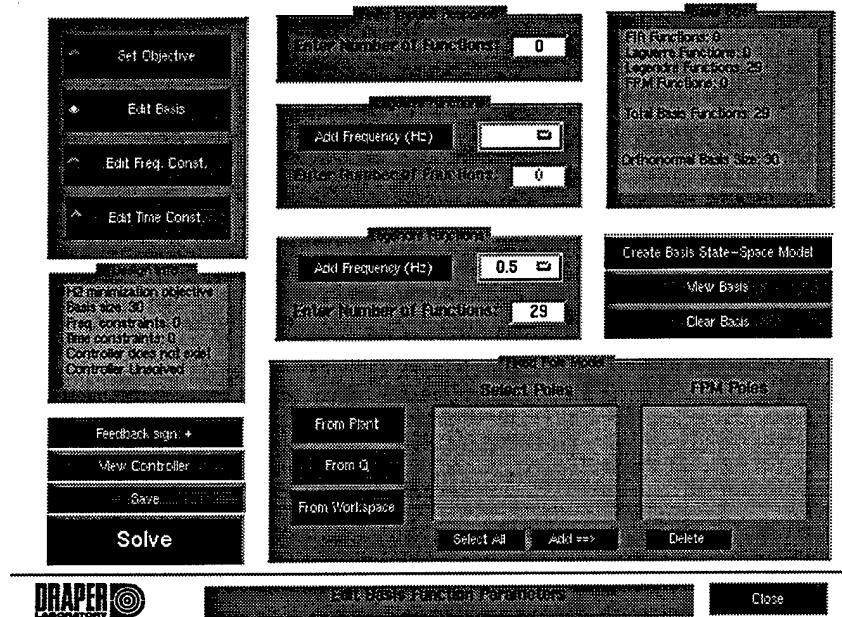 Set Objective
Edit Basis
Edit Freq. Const.
Edit Time Const.
Design Info
H2 minimization objective
Basis size: 30
Freq. constraints: 0
Time constraints: 0
Controller does not exist
Controller Unsolved
Feedback sign: +
View Controller
Save
Solve
Enter Number of Functions:
0
Add Frequency (Hz)
Enter Number of Functions:
0
Legendre Functions
Add Frequency (Hz)
0.5
Enter Number of Functions:
29
FIR Functions: 0
Laguerre Functions: 0
Legendre Functions: 29
FPM Functions: 0
Total Basis Functions: 29
Orthonormal Basis Size: 30
Create Basis State-Space Model
View Basis
Clear Basis
Fixed Pole Model
Select Poles
FPM Poles
From Plant
From Q
From Workspace
Select All
Add ==>
Delete
DRAPER
LABORATORY
Edit Basis Function Parameters
Close